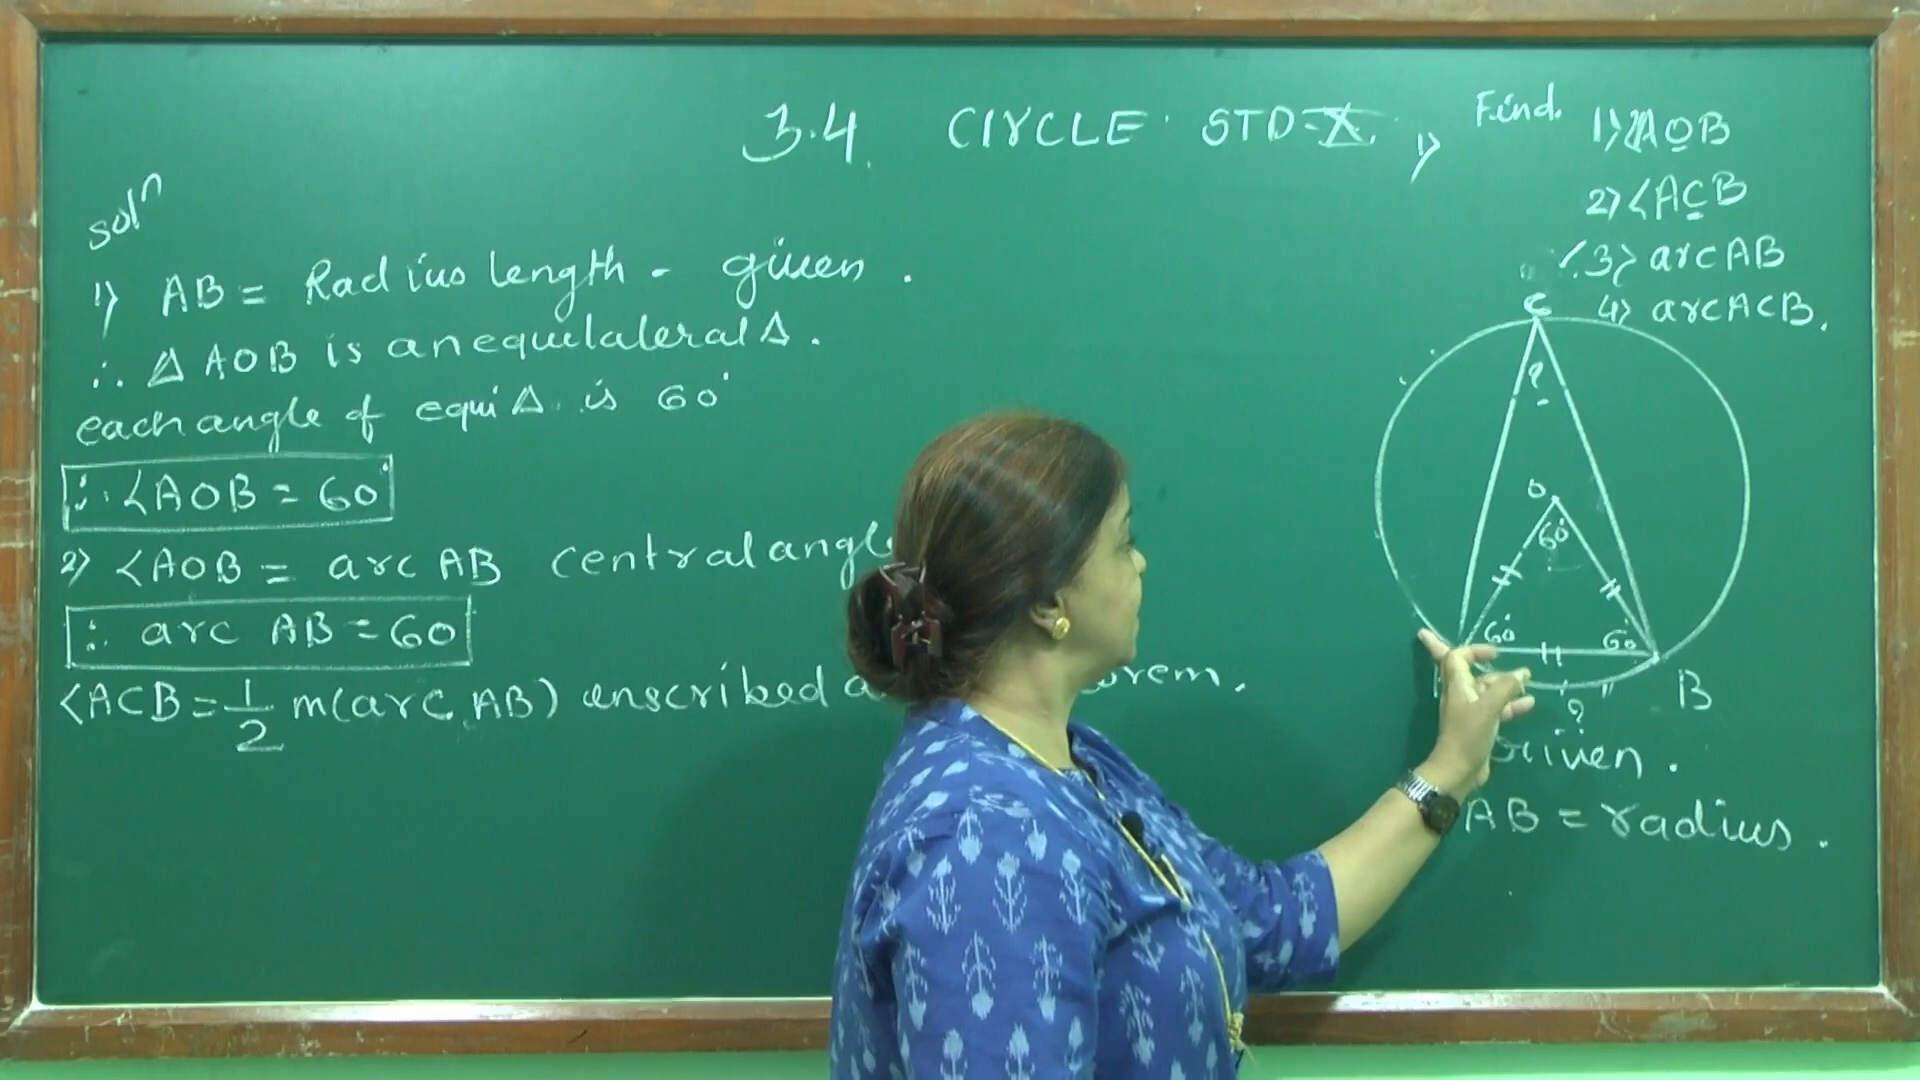 3.4 CIRCLE STD-X.
Soln
1) AB = Radius length - given.
∴ △ AOB is an equilateral △.
each angle of equi △ is 60°
∴ ∠AOB = 60°
2) ∠AOB = arc AB central angle
∴ arc AB = 60
∠ACB = 1/2 m(arc AB) inscribed
1) Find.
1) ∠AOB
2) ∠ACB
3) arc AB
4) arc ACB.
C
?
O
60°
60° 60°
B
?
Given.
AB = radius.